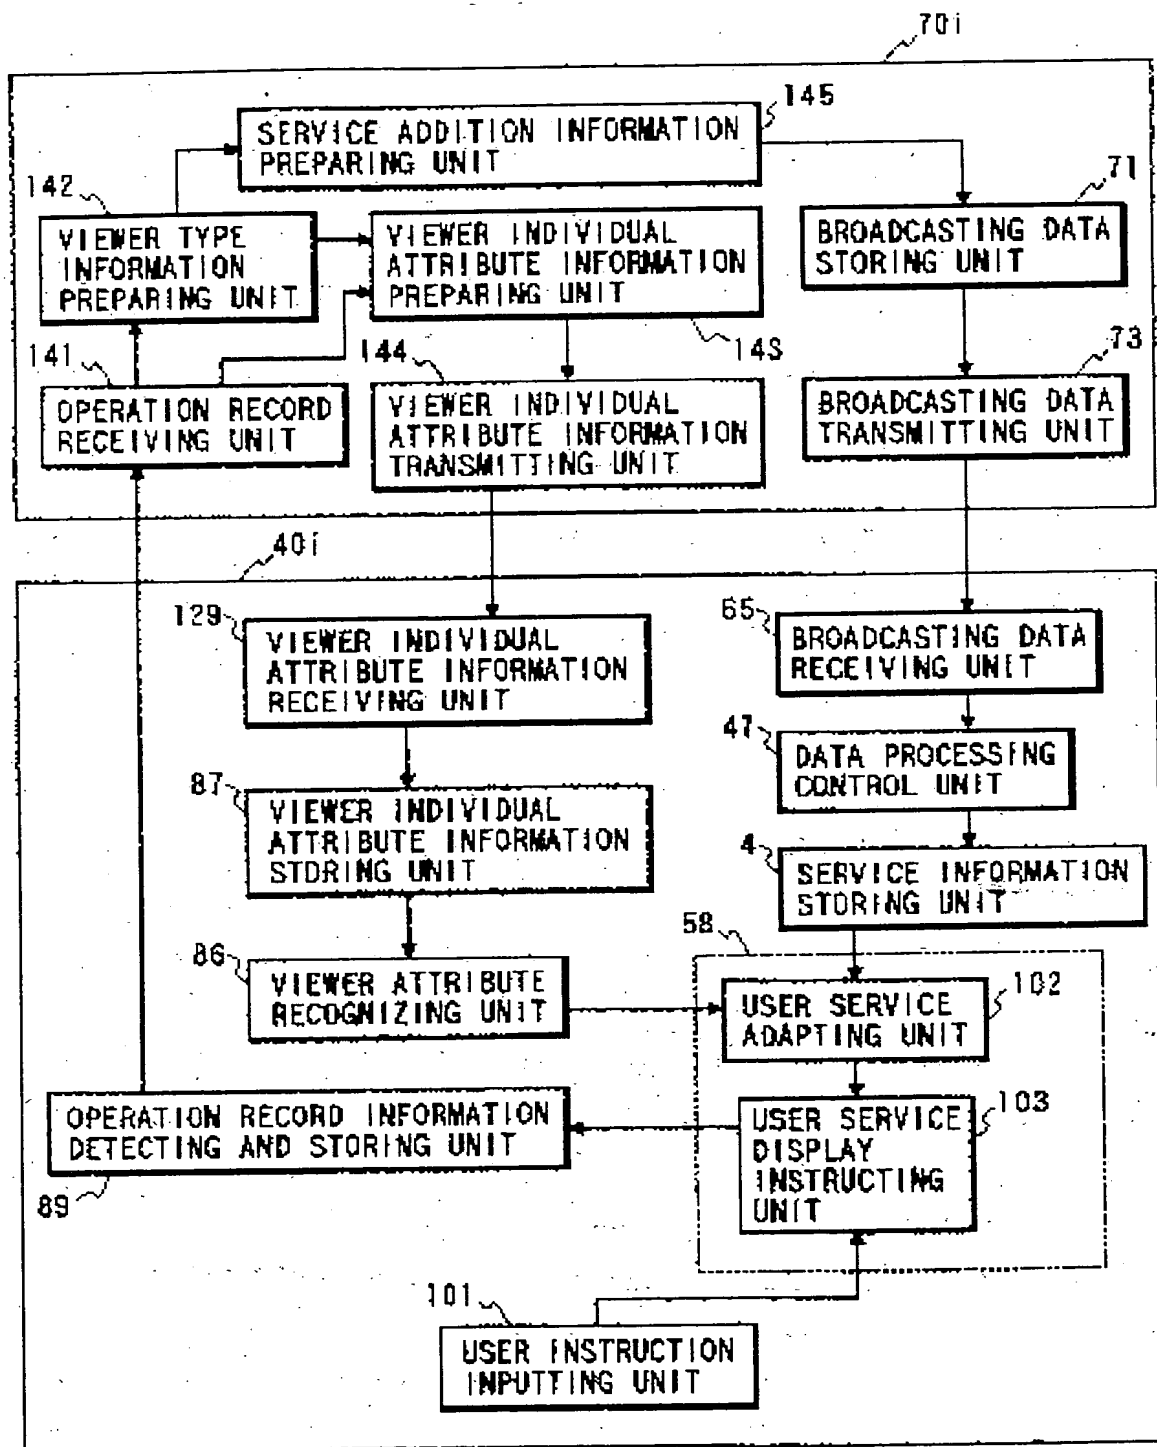 70i
145
SERVICE ADDITION INFORMATION
PREPARING UNIT
142
VIEWER TYPE
INFORMATION
PREPARING UNIT
VIEWER INDIVIDUAL
ATTRIBUTE INFORMATION
PREPARING UNIT
143
71
BROADCASTING DATA
STORING UNIT
141
OPERATION RECORD
RECEIVING UNIT
144
VIEWER INDIVIDUAL
ATTRIBUTE INFORMATION
TRANSMITTING UNIT
73
BROADCASTING DATA
TRANSMITTING UNIT
40i
129
VIEWER INDIVIDUAL
ATTRIBUTE INFORMATION
RECEIVING UNIT
65
BROADCASTING DATA
RECEIVING UNIT
47
DATA PROCESSING
CONTROL UNIT
87
VIEWER INDIVIDUAL
ATTRIBUTE INFORMATION
STORING UNIT
4
SERVICE INFORMATION
STORING UNIT
58
86
VIEWER ATTRIBUTE
RECOGNIZING UNIT
102
USER SERVICE
ADAPTING UNIT
OPERATION RECORD INFORMATION
DETECTING AND STORING UNIT
89
103
USER SERVICE
DISPLAY
INSTRUCTING
UNIT
101
USER INSTRUCTION
INPUTTING UNIT